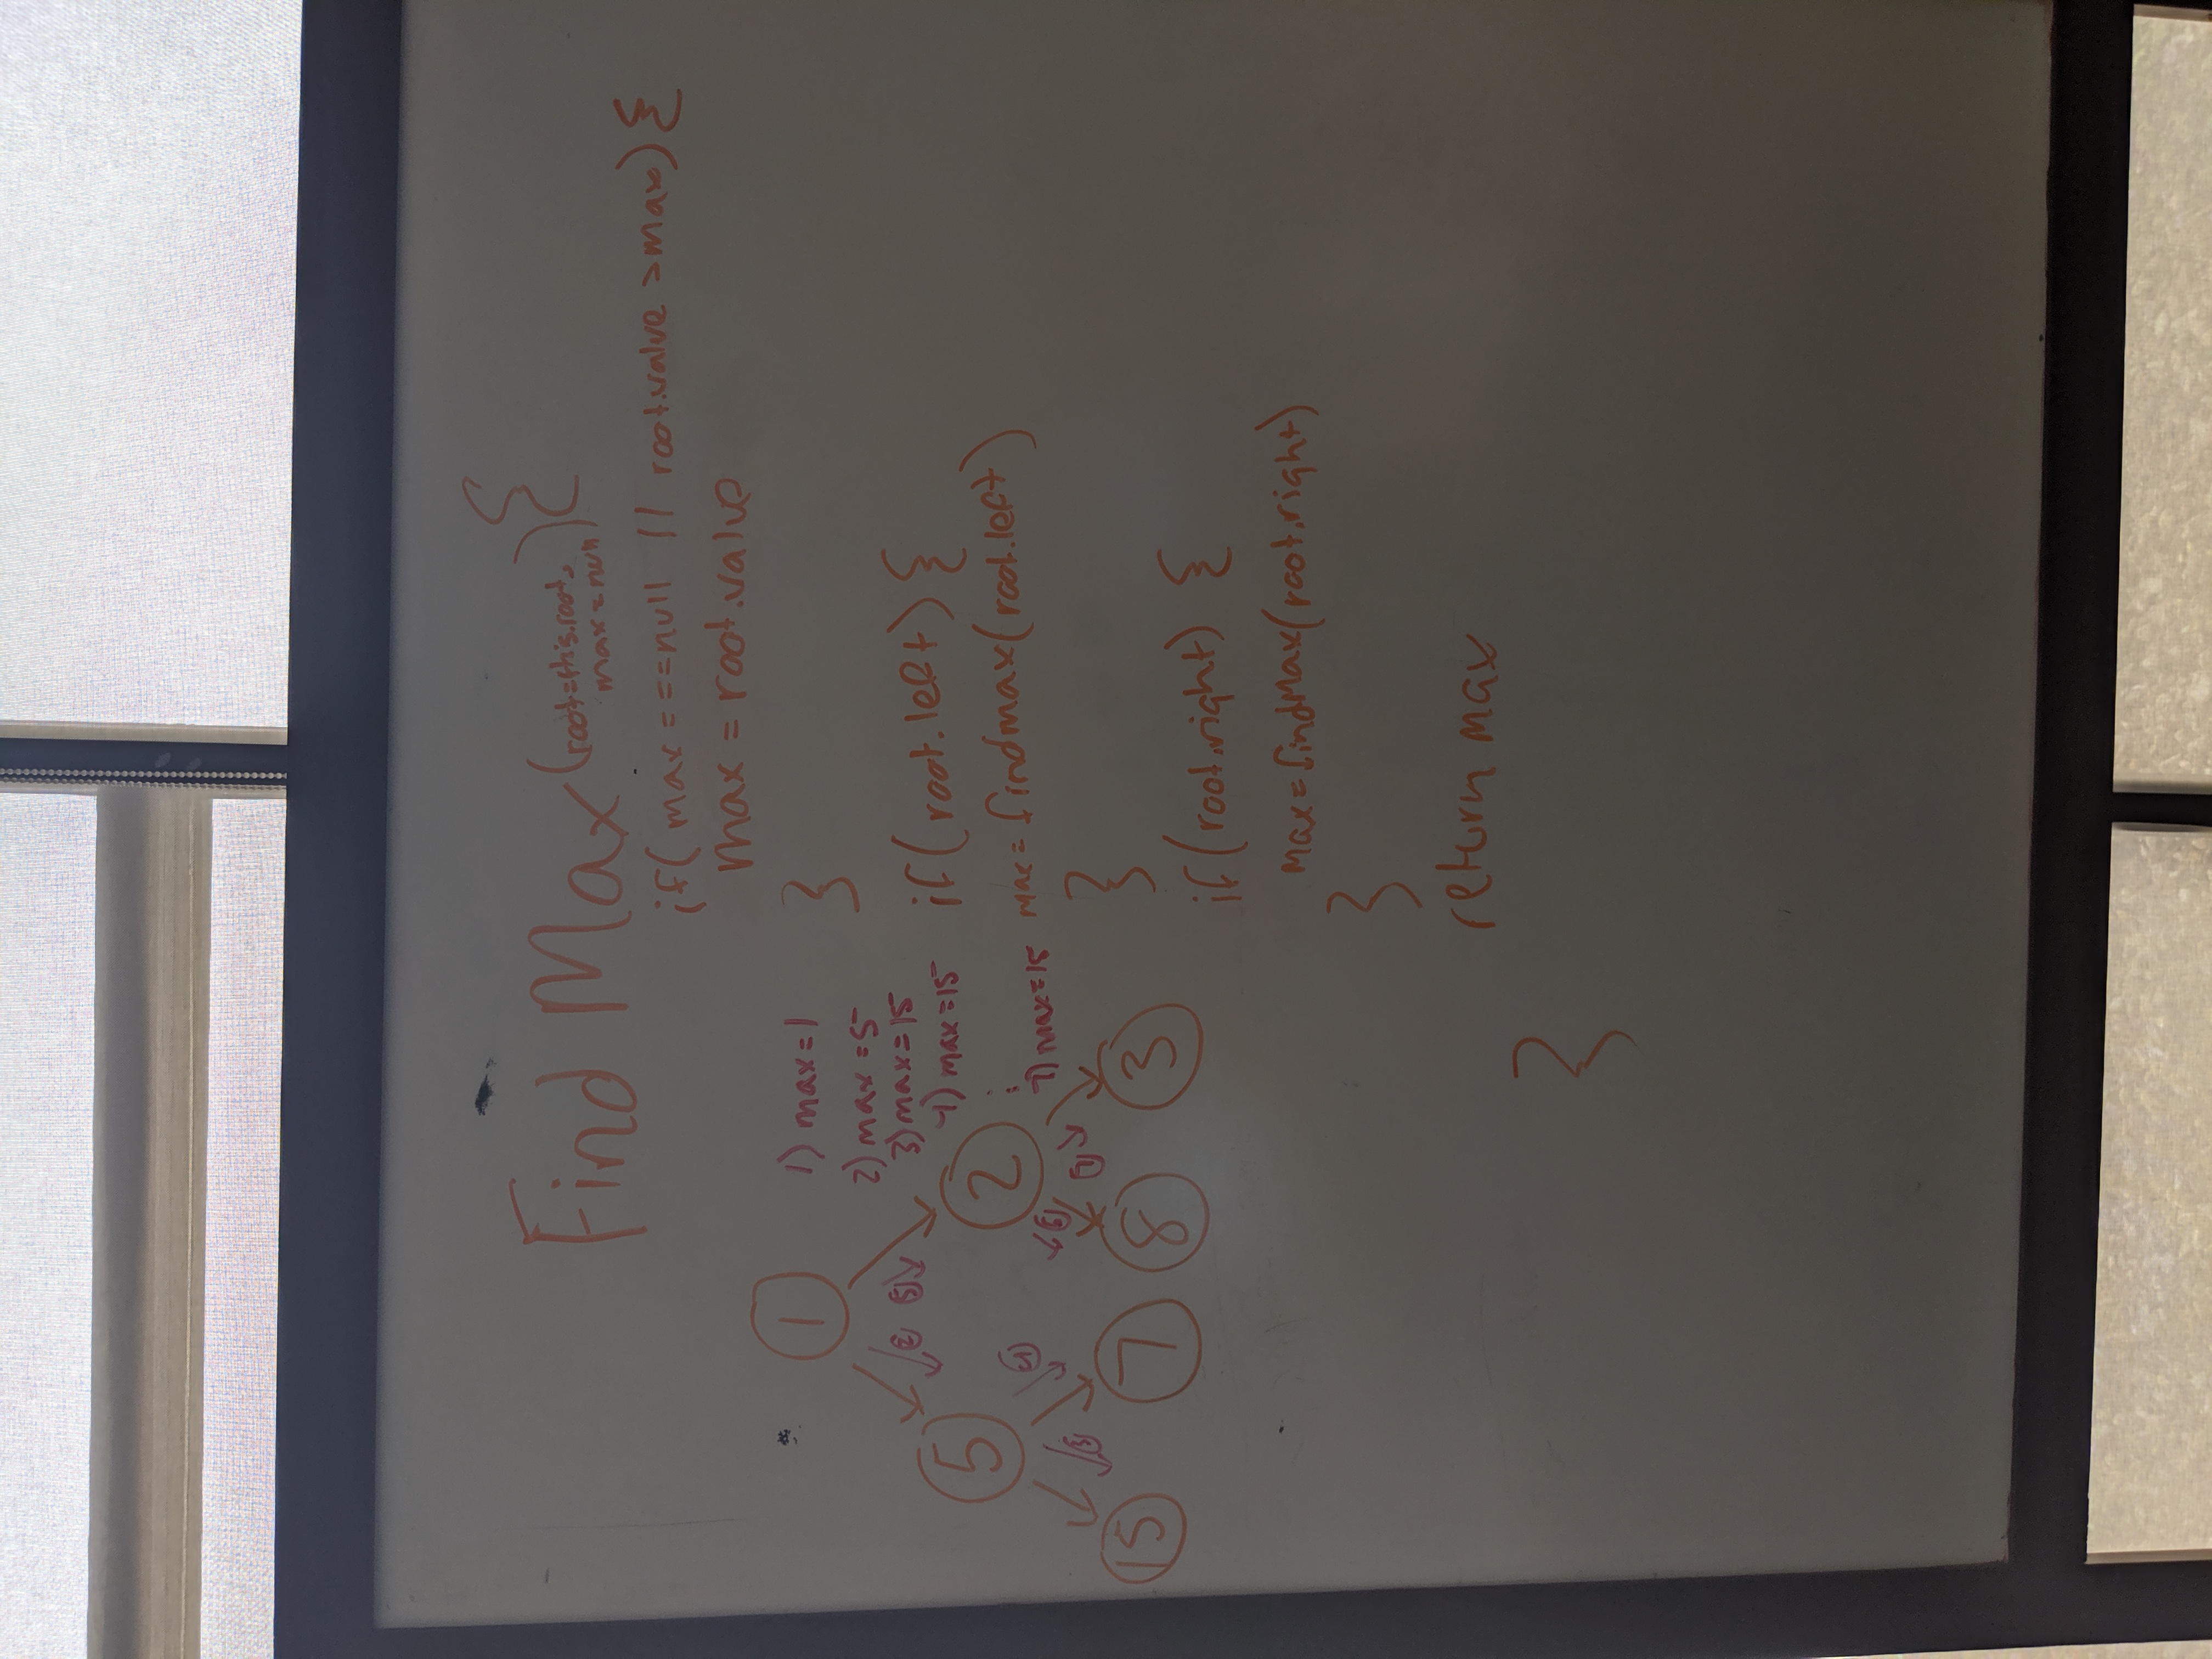 Find Max (root=this.root,
max=null) {
if( max ===null || root.value >max) {
max = root.value
}
if(root.left) {
max= findmax(root.left)
}
if(root.right) {
max=findMax(root.right)
}
return max
}
1
5
2
15
7
8
3
2
5
3
4
6
7
1) max=1
2) max=5
3) max=15
4) max=15
:
7) max=15